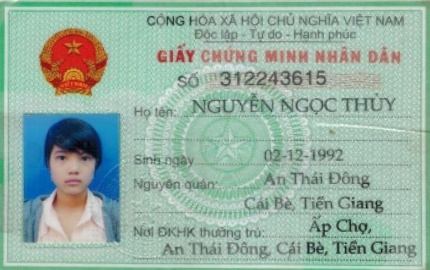 CỘNG HÒA XÃ HỘI CHỦ NGHĨA VIỆT NAM
Độc lập - Tự do - Hạnh phúc
GIẤY CHỨNG MINH NHÂN DÂN
SỐ 312243615
Họ tên: NGUYỄN NGỌC THÙY
Sinh ngày 02-12-1992
Nguyên quán: An Thái Đông
Cái Bè, Tiền Giang
Nơi ĐKHK thường trú: Ấp Chợ,
An Thái Đông, Cái Bè, Tiền Giang